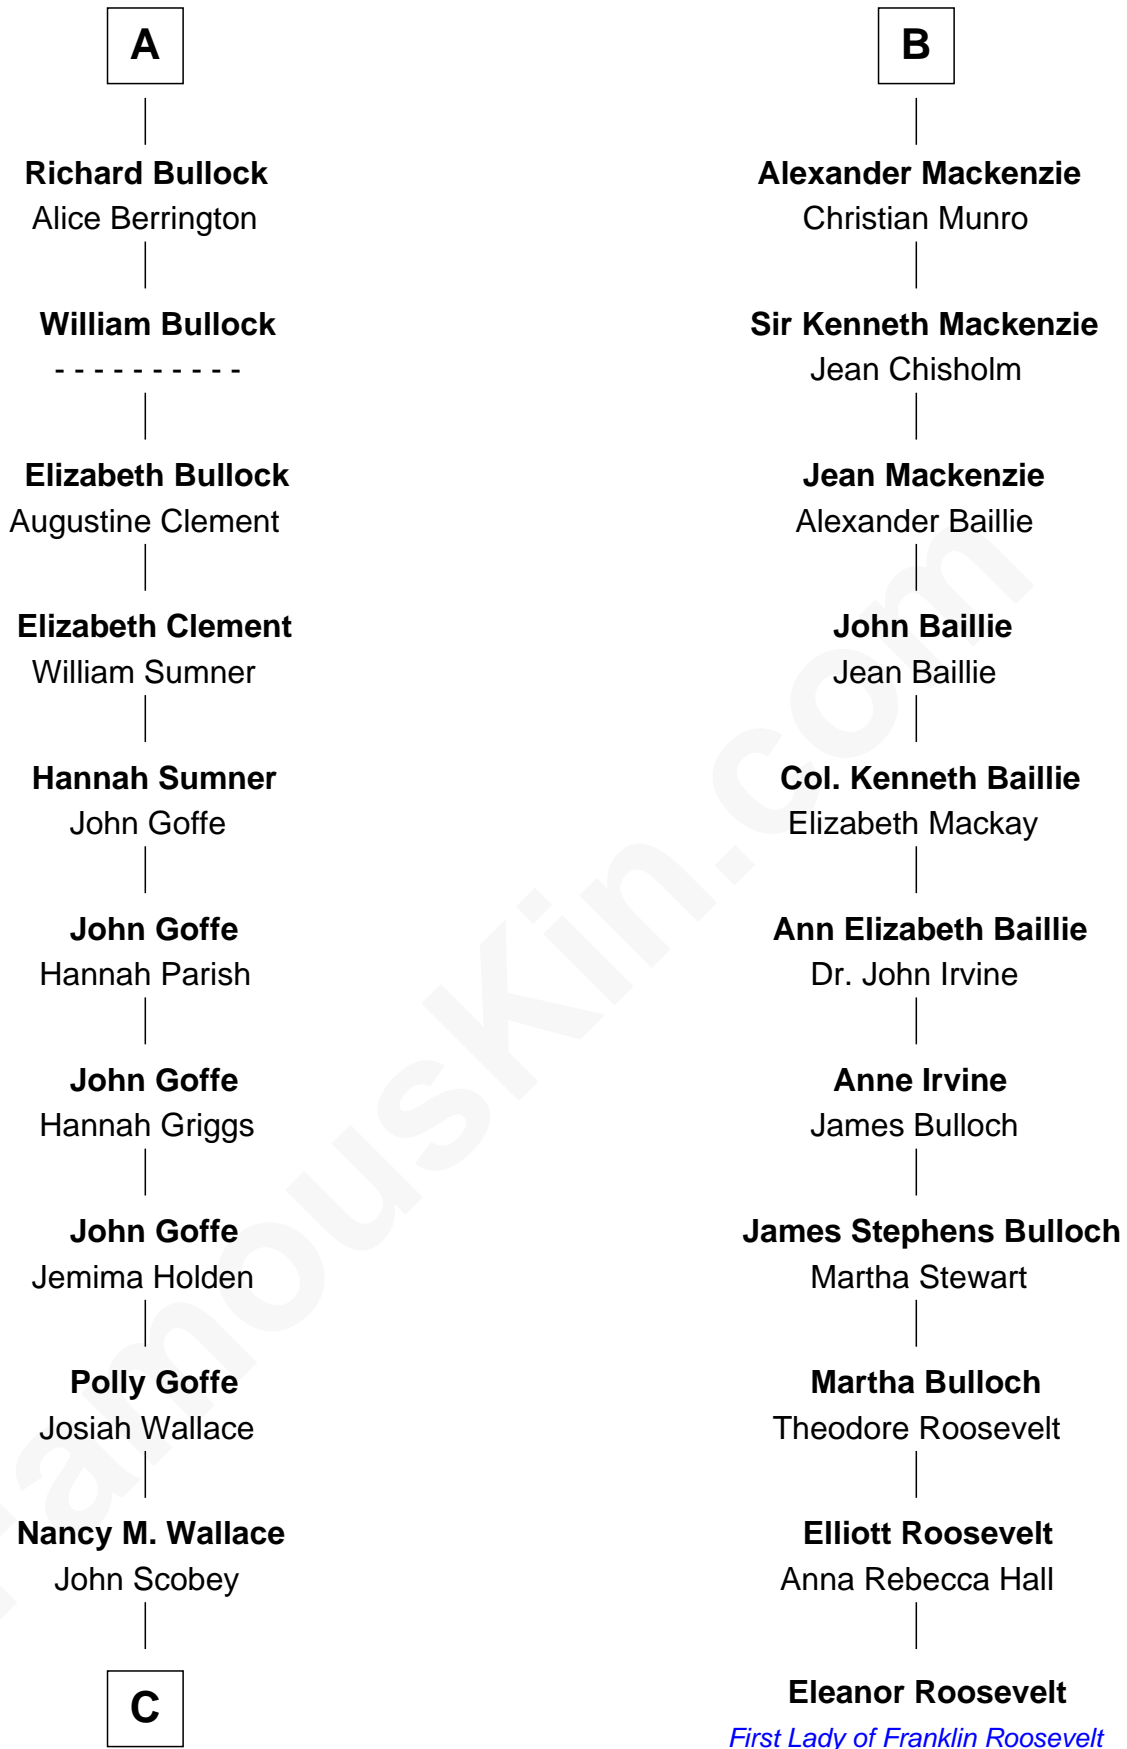 A
Richard Bullock
Alice Berrington
William Bullock
- - - - - - - - - -
Elizabeth Bullock
Augustine Clement
Elizabeth Clement
William Sumner
Hannah Sumner
John Goffe
John Goffe
Hannah Parish
John Goffe
Hannah Griggs
John Goffe
Jemima Holden
Polly Goffe
Josiah Wallace
Nancy M. Wallace
John Scobey
C
B
Alexander Mackenzie
Christian Munro
Sir Kenneth Mackenzie
Jean Chisholm
Jean Mackenzie
Alexander Baillie
John Baillie
Jean Baillie
Col. Kenneth Baillie
Elizabeth Mackay
Ann Elizabeth Baillie
Dr. John Irvine
Anne Irvine
James Bulloch
James Stephens Bulloch
Martha Stewart
Martha Bulloch
Theodore Roosevelt
Elliott Roosevelt
Anna Rebecca Hall
Eleanor Roosevelt
First Lady of Franklin Roosevelt
FamousKin.com